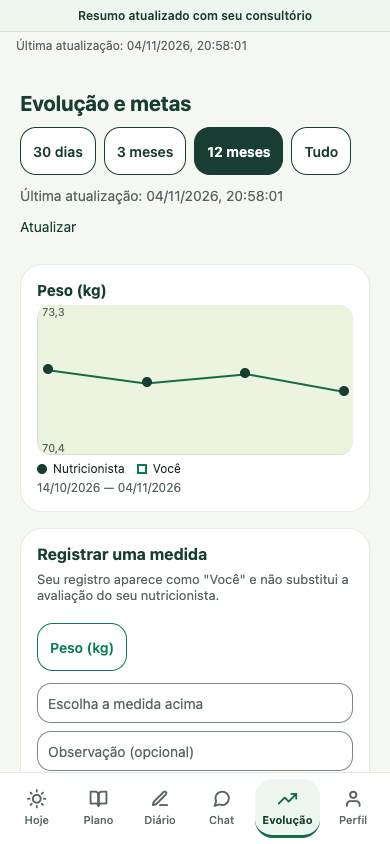 Resumo atualizado com seu consultório
Última atualização: 04/11/2026, 20:58:01
Evolução e metas
30 dias
3 meses
12 meses
Tudo
Última atualização: 04/11/2026, 20:58:01
Atualizar
Peso (kg)
73,3
70,4
Nutricionista
Você
14/10/2026 — 04/11/2026
Registrar uma medida
Seu registro aparece como "Você" e não substitui a
avaliação do seu nutricionista.
Peso (kg)
Escolha a medida acima
Observação (opcional)
Hoje
Plano
Diário
Chat
Evolução
Perfil